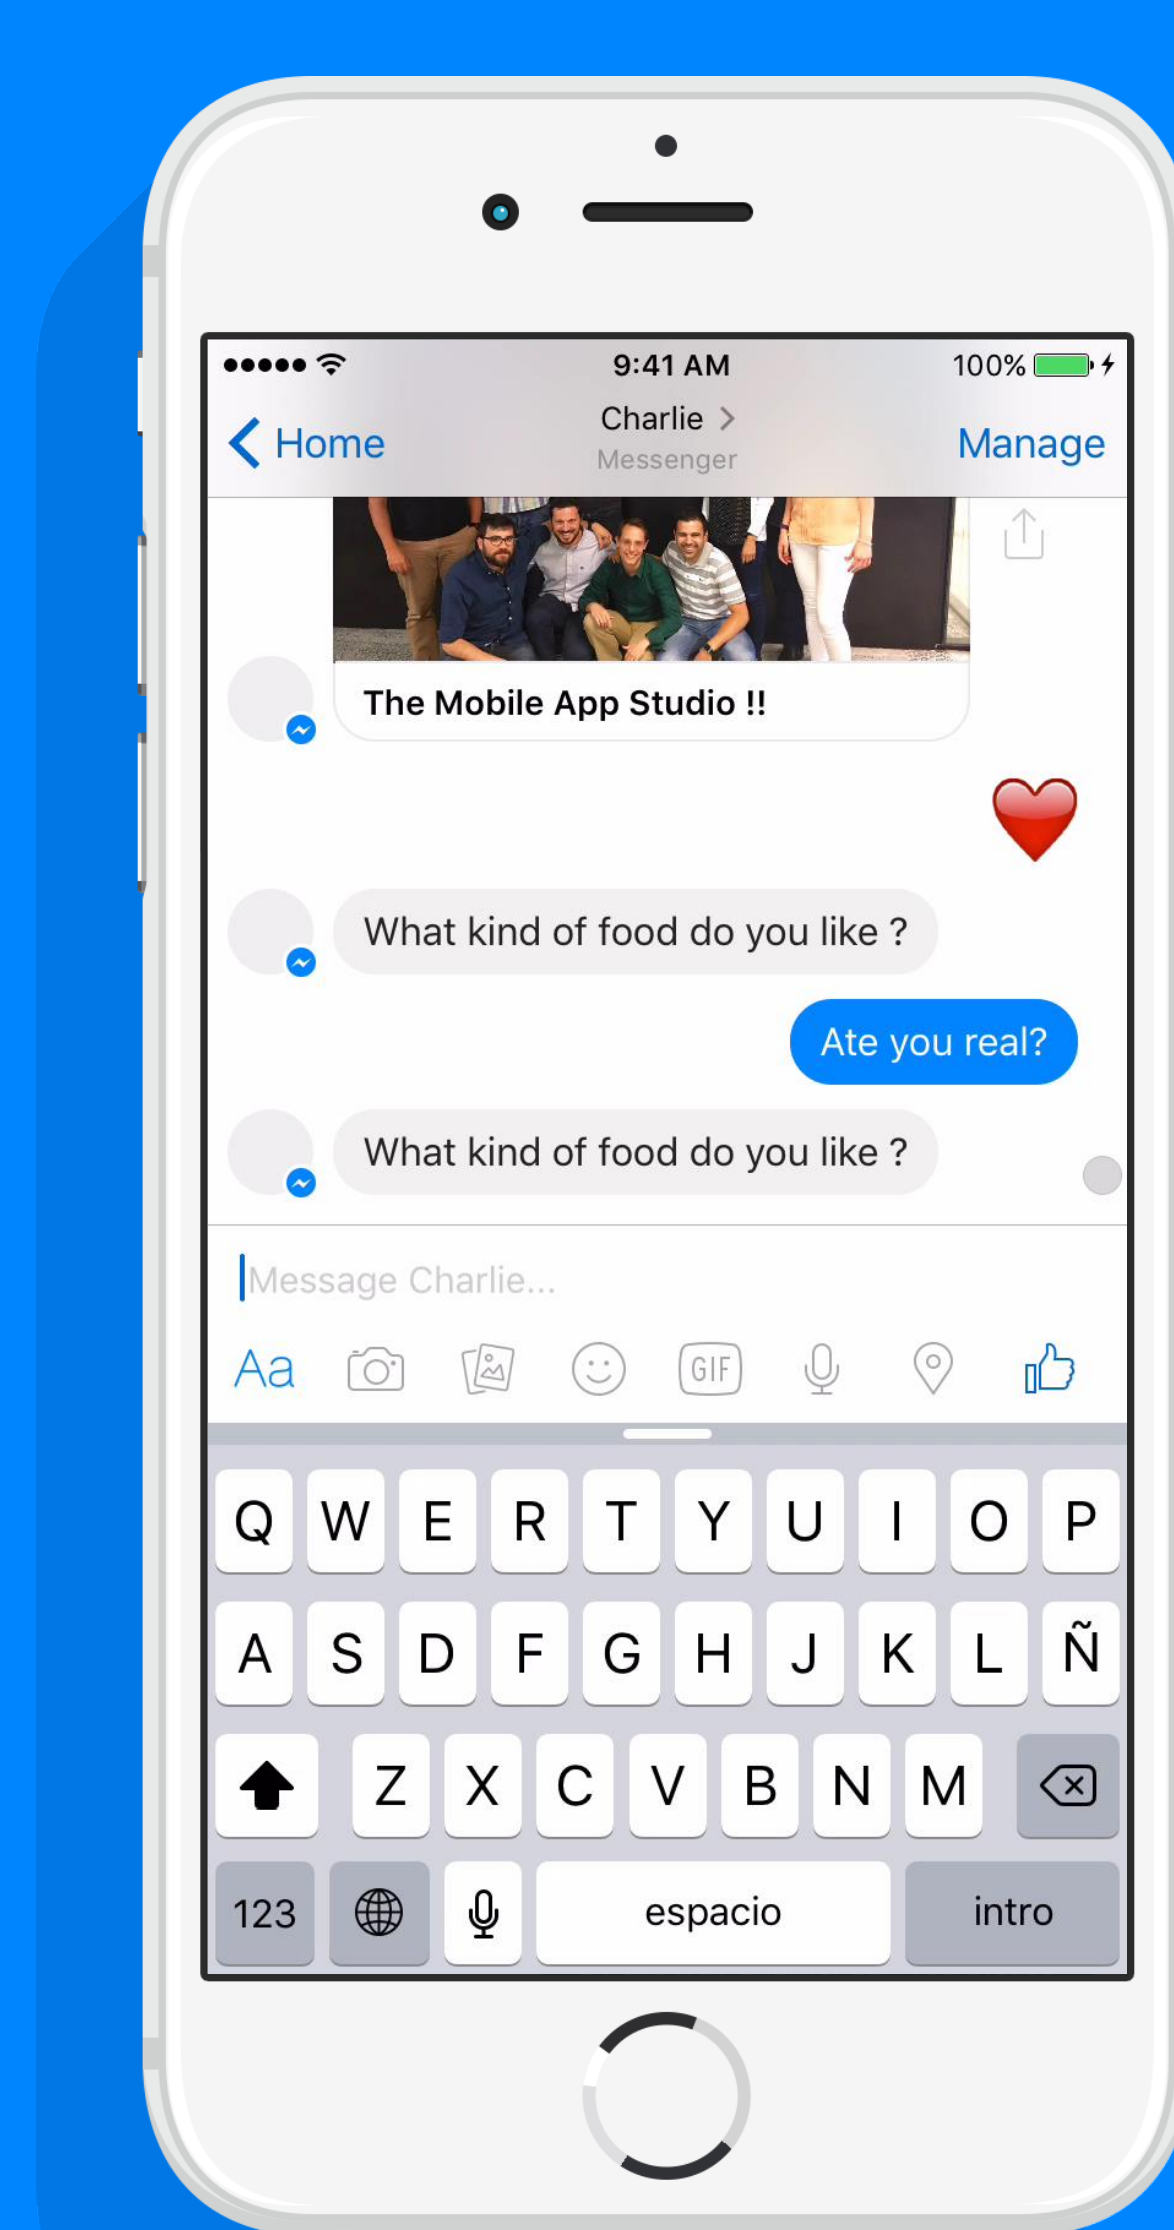 9:41 AM
100%
Home
Charlie
Manage
Messenger
The Mobile App Studio !!
What kind of food do you like ?
Ate you real?
What kind of food do you like ?
Message Charlie...
Aa
GIF
Q W E R T Y U I O P
A S D F G H J K L Ñ
Z X C V B N M
123
espacio
intro